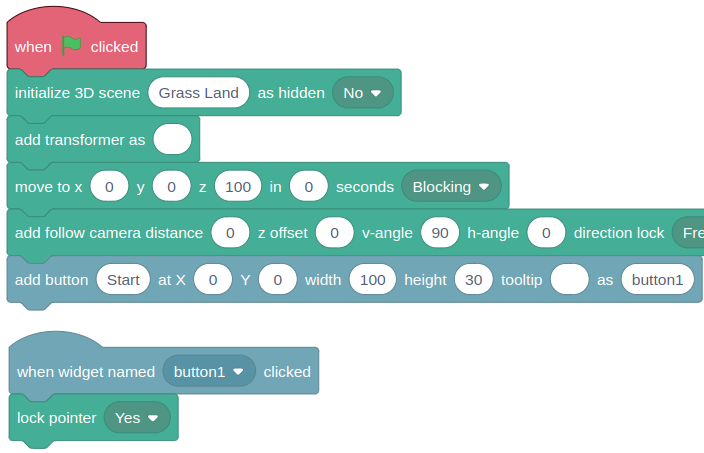 when clicked
initialize 3D scene Grass Land as hidden No
add transformer as
move to x 0 y 0 z 100 in 0 seconds Blocking
add follow camera distance 0 z offset 0 v-angle 90 h-angle 0 direction lock Fre
add button Start at X 0 Y 0 width 100 height 30 tooltip as button1
when widget named button1 clicked
lock pointer Yes